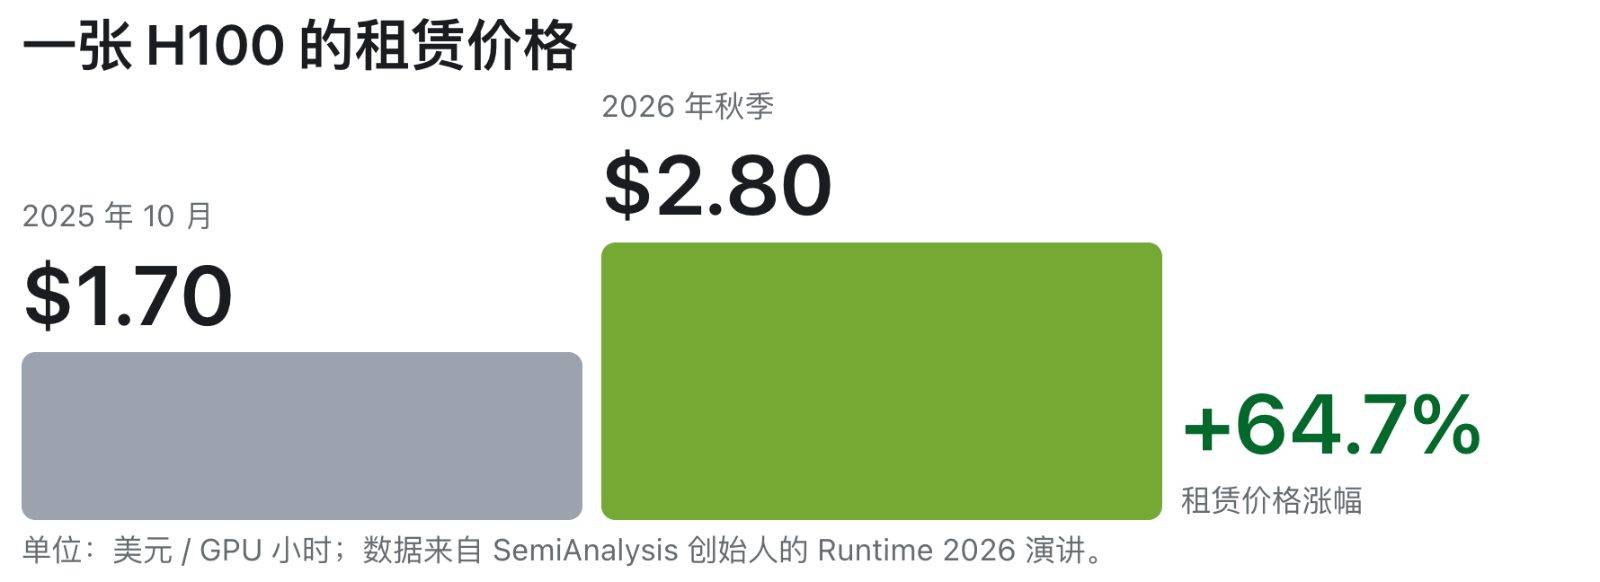 一张 H100 的租赁价格
2026 年秋季
$2.80
2025 年 10 月
$1.70
+64.7%
租赁价格涨幅
单位：美元 / GPU 小时；数据来自 SemiAnalysis 创始人的 Runtime 2026 演讲。